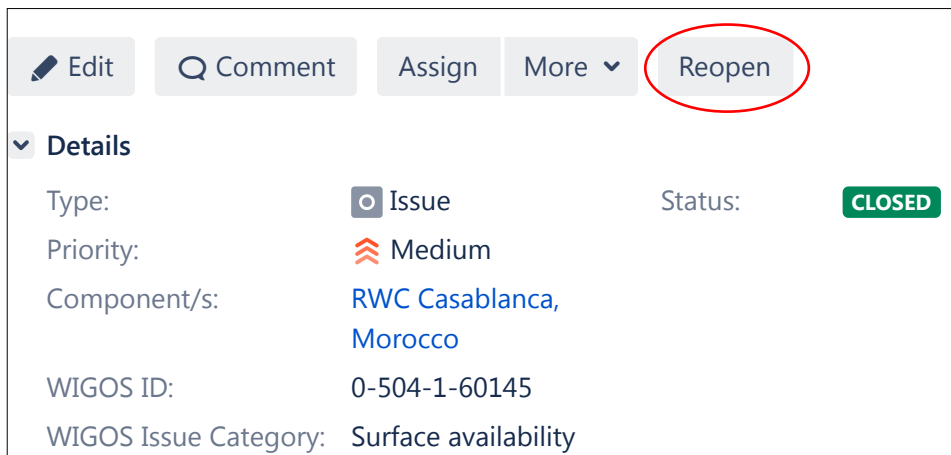 Edit Comment Assign More Reopen
Details
Type: Issue Status: CLOSED
Priority: Medium
Component/s: RWC Casablanca,
Morocco
WIGOS ID: 0-504-1-60145
WIGOS Issue Category: Surface availability